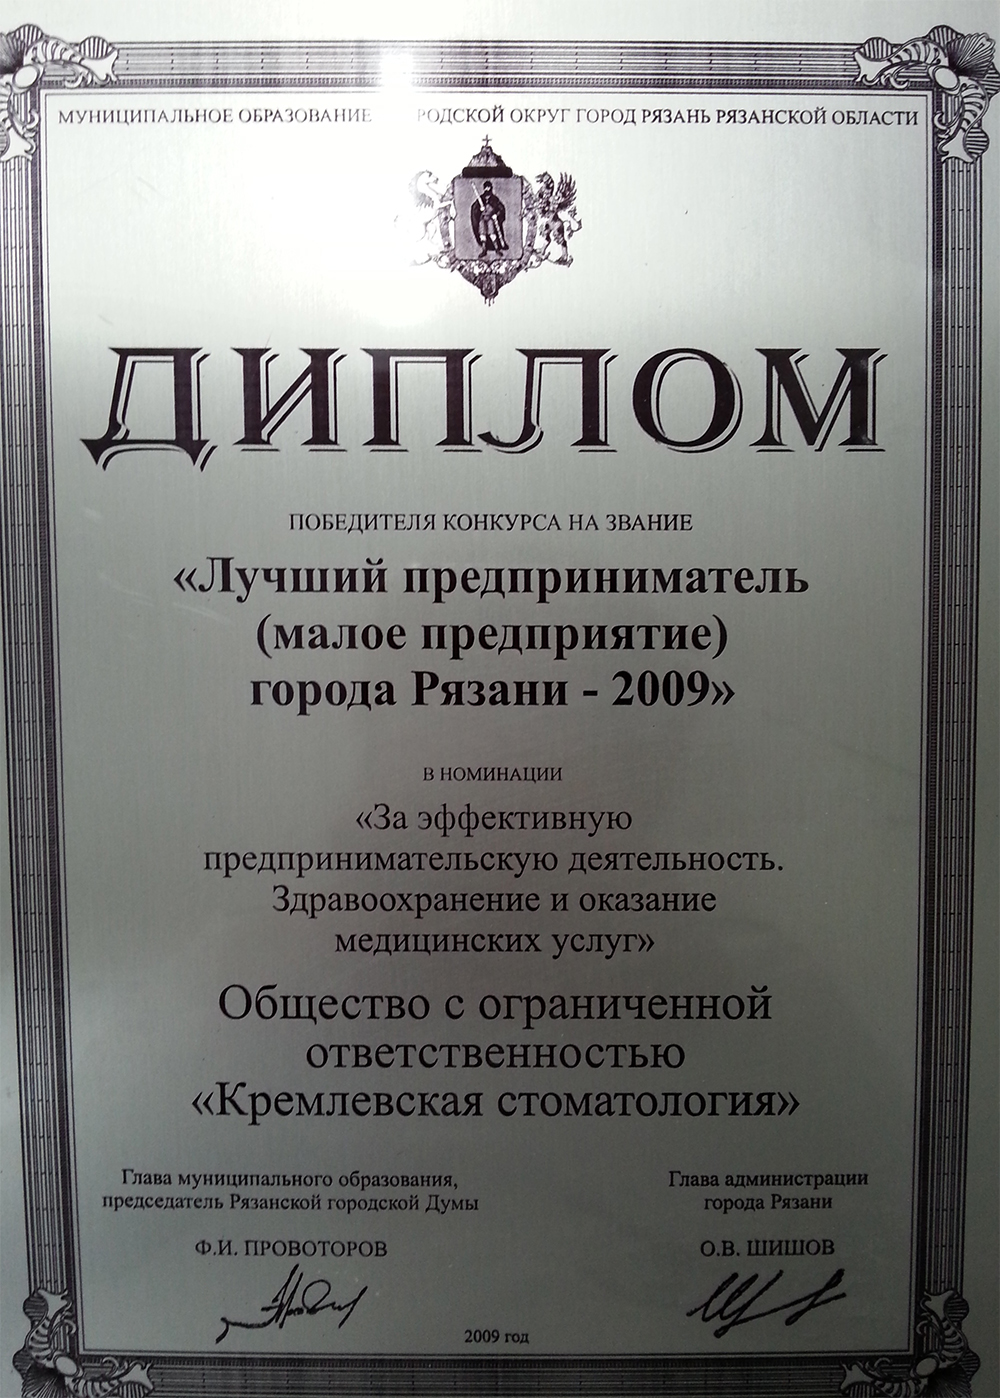 МУНИЦИПАЛЬНОЕ ОБРАЗОВАНИЕ РОДСКОЙ ОКРУГ ГОРОД РЯЗАНЬ РЯЗАНСКОЙ ОБЛАСТИ
ДИПЛОМ
ПОБЕДИТЕЛЯ КОНКУРСА НА ЗВАНИЕ
«Лучший предприниматель
(малое предприятие)
города Рязани - 2009»
В НОМИНАЦИИ
«За эффективную
предпринимательскую деятельность.
Здравоохранение и оказание
медицинских услуг»
Общество с ограниченной
ответственностью
«Кремлевская стоматология»
Глава муниципального образования,
председатель Рязанской городской Думы
Ф.И. ПРОВОТОРОВ
Глава администрации
города Рязани
О.В. ШИШОВ
2009 год